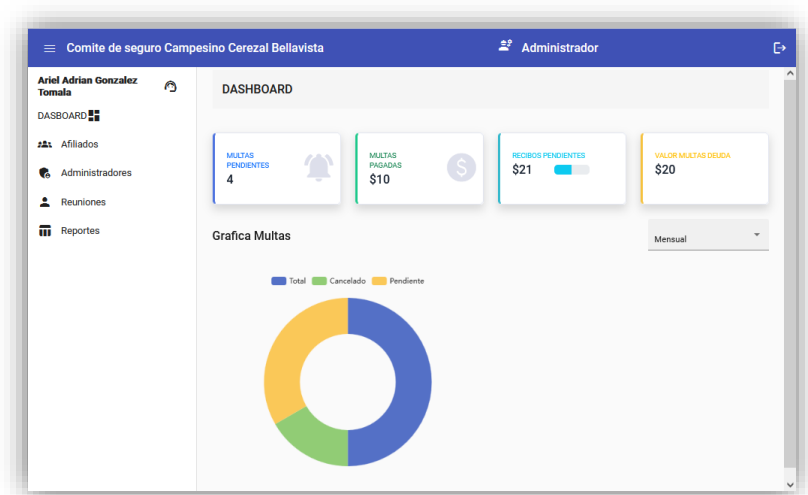 Comite de seguro Campesino Cerezal Bellavista
Administrador
Ariel Adrian Gonzalez
Tomala
DASBOARD
Afiliados
Administradores
Reuniones
Reportes
DASHBOARD
MULTAS
PENDIENTES
4
MULTAS
PAGADAS
$10
RECIBOS PENDIENTES
$21
VALOR MULTAS DEUDA
$20
Grafica Multas
Mensual
Total
Cancelado
Pendiente